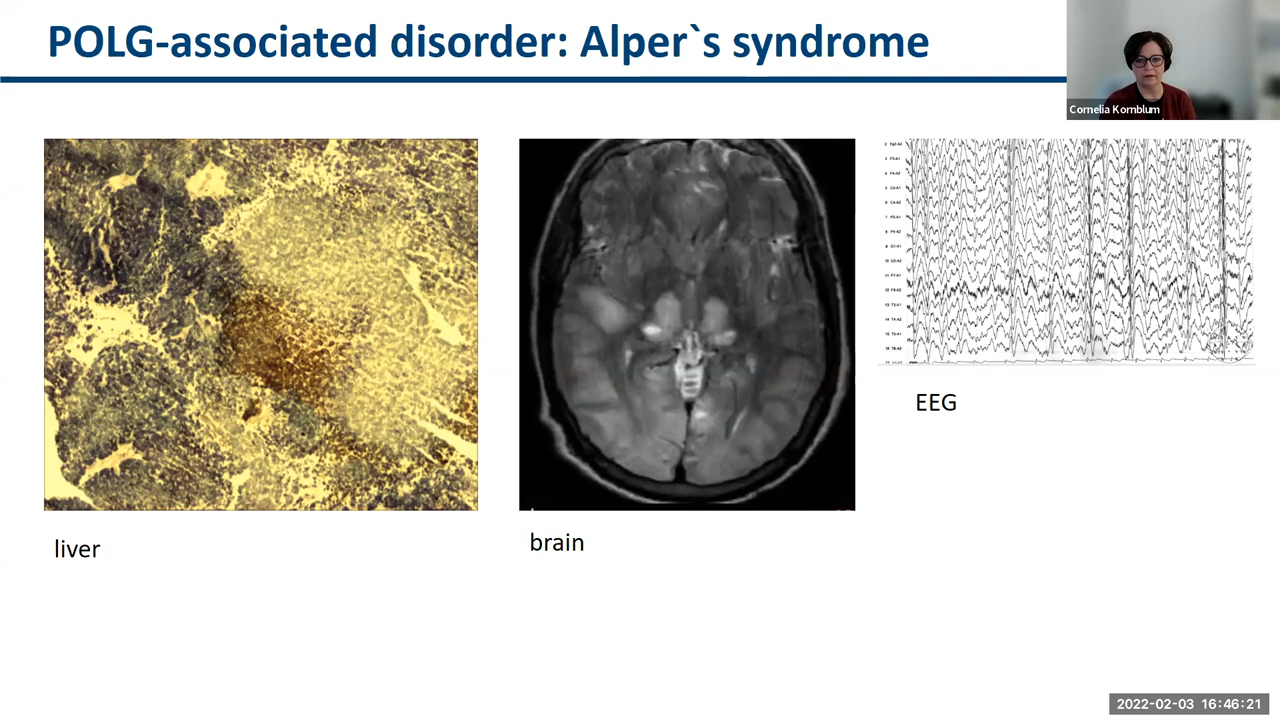 POLG-associated disorder: Alper`s syndrome
Cornelia Kornblum
EEG
brain
liver
2022-02-03 16:46:21